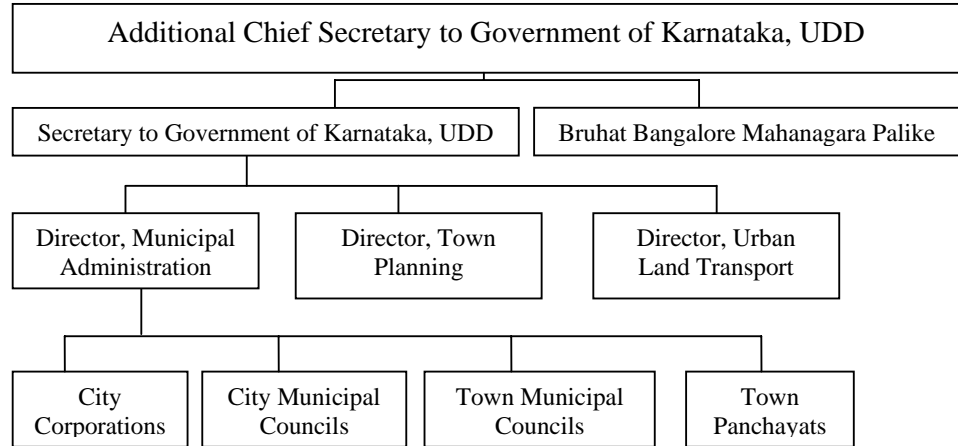 Additional Chief Secretary to Government of Karnataka, UDD
Secretary to Government of Karnataka, UDD
Bruhat Bangalore Mahanagara Palike
Director, Municipal
Administration
Director, Town
Planning
Director, Urban
Land Transport
City
Corporations
City Municipal
Councils
Town Municipal
Councils
Town
Panchayats